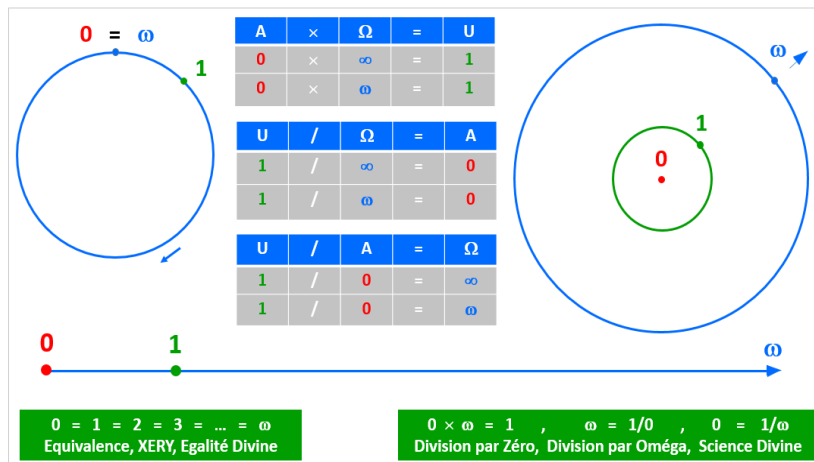 0 = ω
1
A × Ω = U
0 × ∞ = 1
0 × ω = 1
U / Ω = A
1 / ∞ = 0
1 / ω = 0
U / A = Ω
1 / 0 = ∞
1 / 0 = ω
ω
1
0
0
1
ω
0 = 1 = 2 = 3 = ... = ω
Equivalence, XERY, Egalité Divine
0 × ω = 1 , ω = 1/0 , 0 = 1/ω
Division par Zéro, Division par Oméga, Science Divine